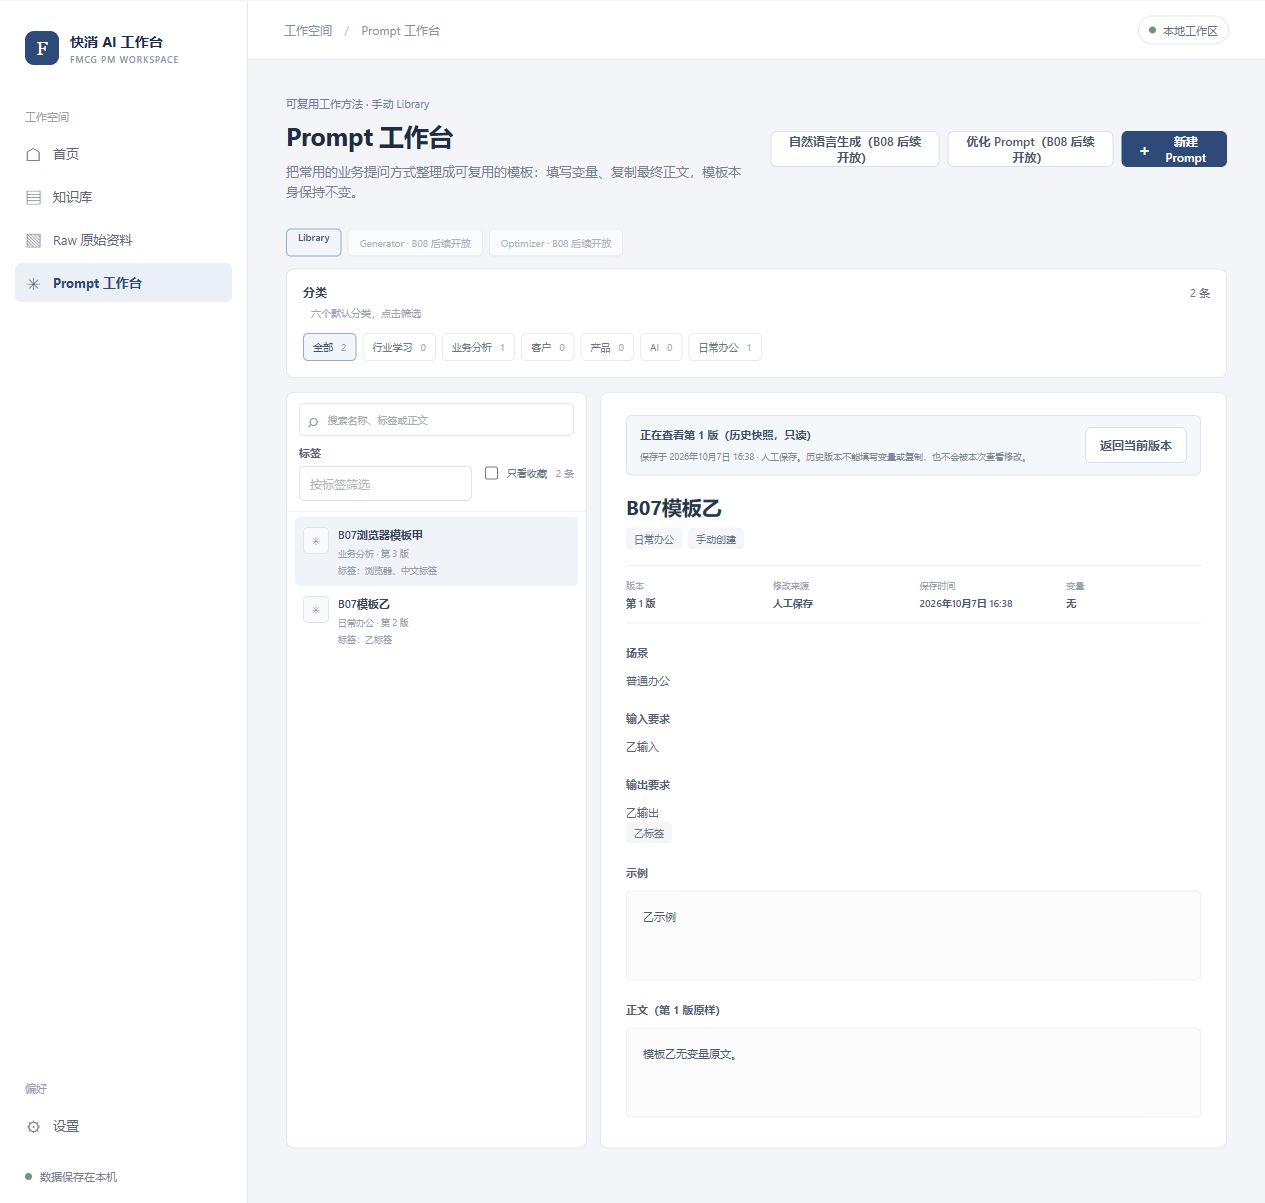 F
快消 AI 工作台
FMCG PM WORKSPACE
工作空间
首页
知识库
Raw 原始资料
Prompt 工作台
偏好
设置
数据保存在本机
工作空间 / Prompt 工作台
本地工作区
可复用工作方法 · 手动 Library
Prompt 工作台
把常用的业务提问方式整理成可复用的模板：填写变量、复制最终正文，模板本
身保持不变。
自然语言生成（B08 后续
开放）
优化 Prompt（B08 后续
开放）
+ 新建
Prompt
Library
Generator · B08 后续开放
Optimizer · B08 后续开放
分类
2 条
六个默认分类，点击筛选
全部 2
行业学习 0
业务分析 1
客户 0
产品 0
AI 0
日常办公 1
搜索名称、标签或正文
标签
按标签筛选
只看收藏 2 条
B07浏览器模板甲
业务分析 · 第 3 版
标签：浏览器、中文标签
B07模板乙
日常办公 · 第 2 版
标签：乙标签
正在查看第 1 版（历史快照，只读）
保存于 2026年10月7日 16:38 · 人工保存。历史版本不能填写变量或复制，也不会被本次查看修改。
返回当前版本
B07模板乙
日常办公
手动创建
版本
第 1 版
修改来源
人工保存
保存时间
2026年10月7日 16:38
变量
无
场景
普通办公
输入要求
乙输入
输出要求
乙输出
乙标签
示例
乙示例
正文（第 1 版原样）
模板乙无变量原文。